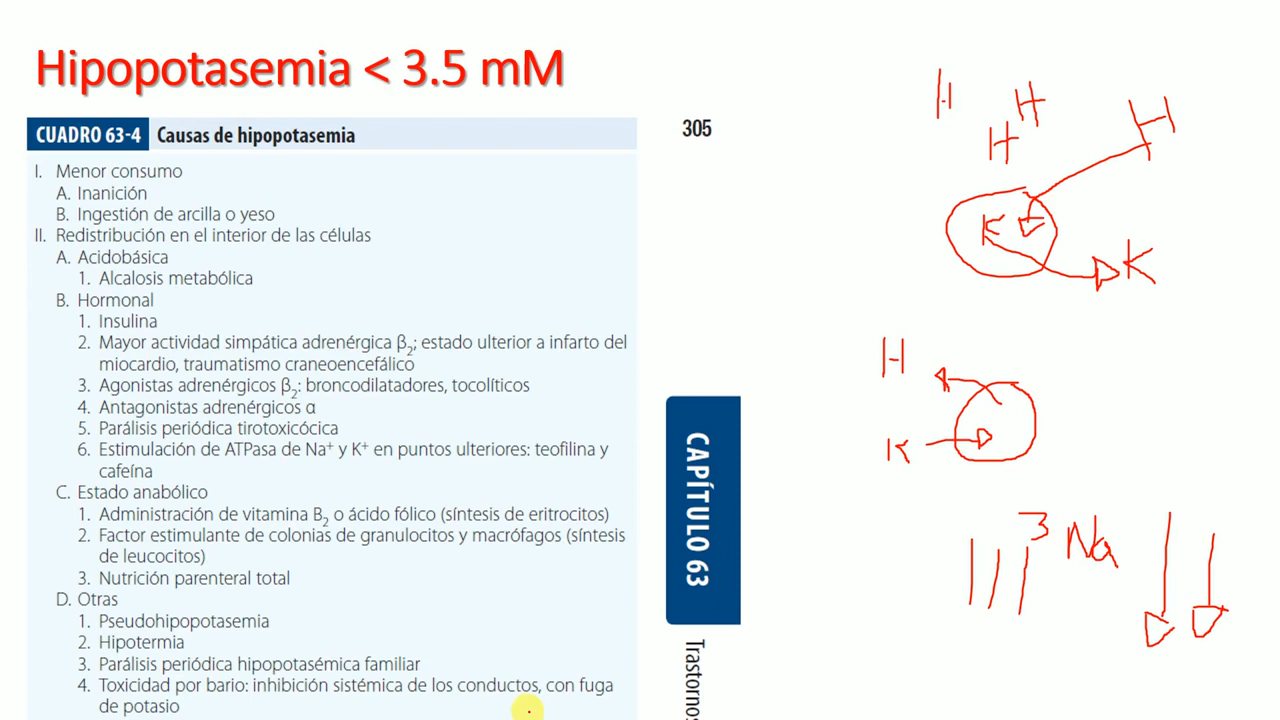 Hipopotasemia < 3.5 mM
CUADRO 63-4 Causas de hipopotasemia
I. Menor consumo
A. Inanición
B. Ingestión de arcilla o yeso
II. Redistribución en el interior de las células
A. Acidobásica
1. Alcalosis metabólica
B. Hormonal
1. Insulina
2. Mayor actividad simpática adrenérgica β₂; estado ulterior a infarto del
miocardio, traumatismo craneoencefálico
3. Agonistas adrenérgicos β₂: broncodilatadores, tocolíticos
4. Antagonistas adrenérgicos α
5. Parálisis periódica tirotoxicócica
6. Estimulación de ATPasa de Na⁺ y K⁺ en puntos ulteriores: teofilina y
cafeína
C. Estado anabólico
1. Administración de vitamina B₂ o ácido fólico (síntesis de eritrocitos)
2. Factor estimulante de colonias de granulocitos y macrófagos (síntesis
de leucocitos)
3. Nutrición parenteral total
D. Otras
1. Pseudohipopotasemia
2. Hipotermia
3. Parálisis periódica hipopotasémica familiar
4. Toxicidad por bario: inhibición sistémica de los conductos, con fuga
de potasio
305
CAPÍTULO 63
Trastornos
H H H H
K K
H
K
3 Na